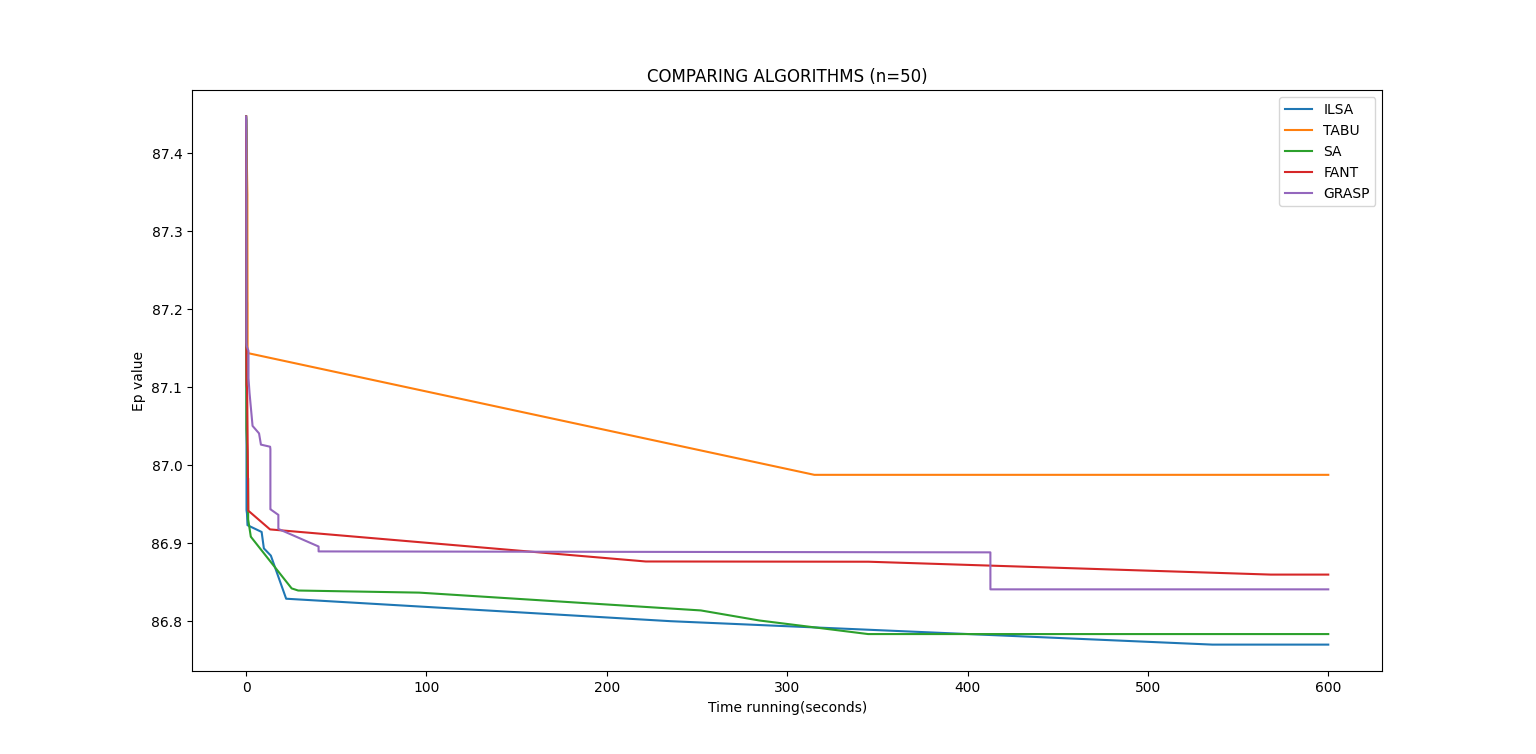 COMPARING ALGORITHMS (n=50)
ILSA
TABU
SA
FANT
GRASP
87.4
87.3
87.2
87.1
87.0
86.9
86.8
Ep value
0 100 200 300 400 500 600
Time running(seconds)